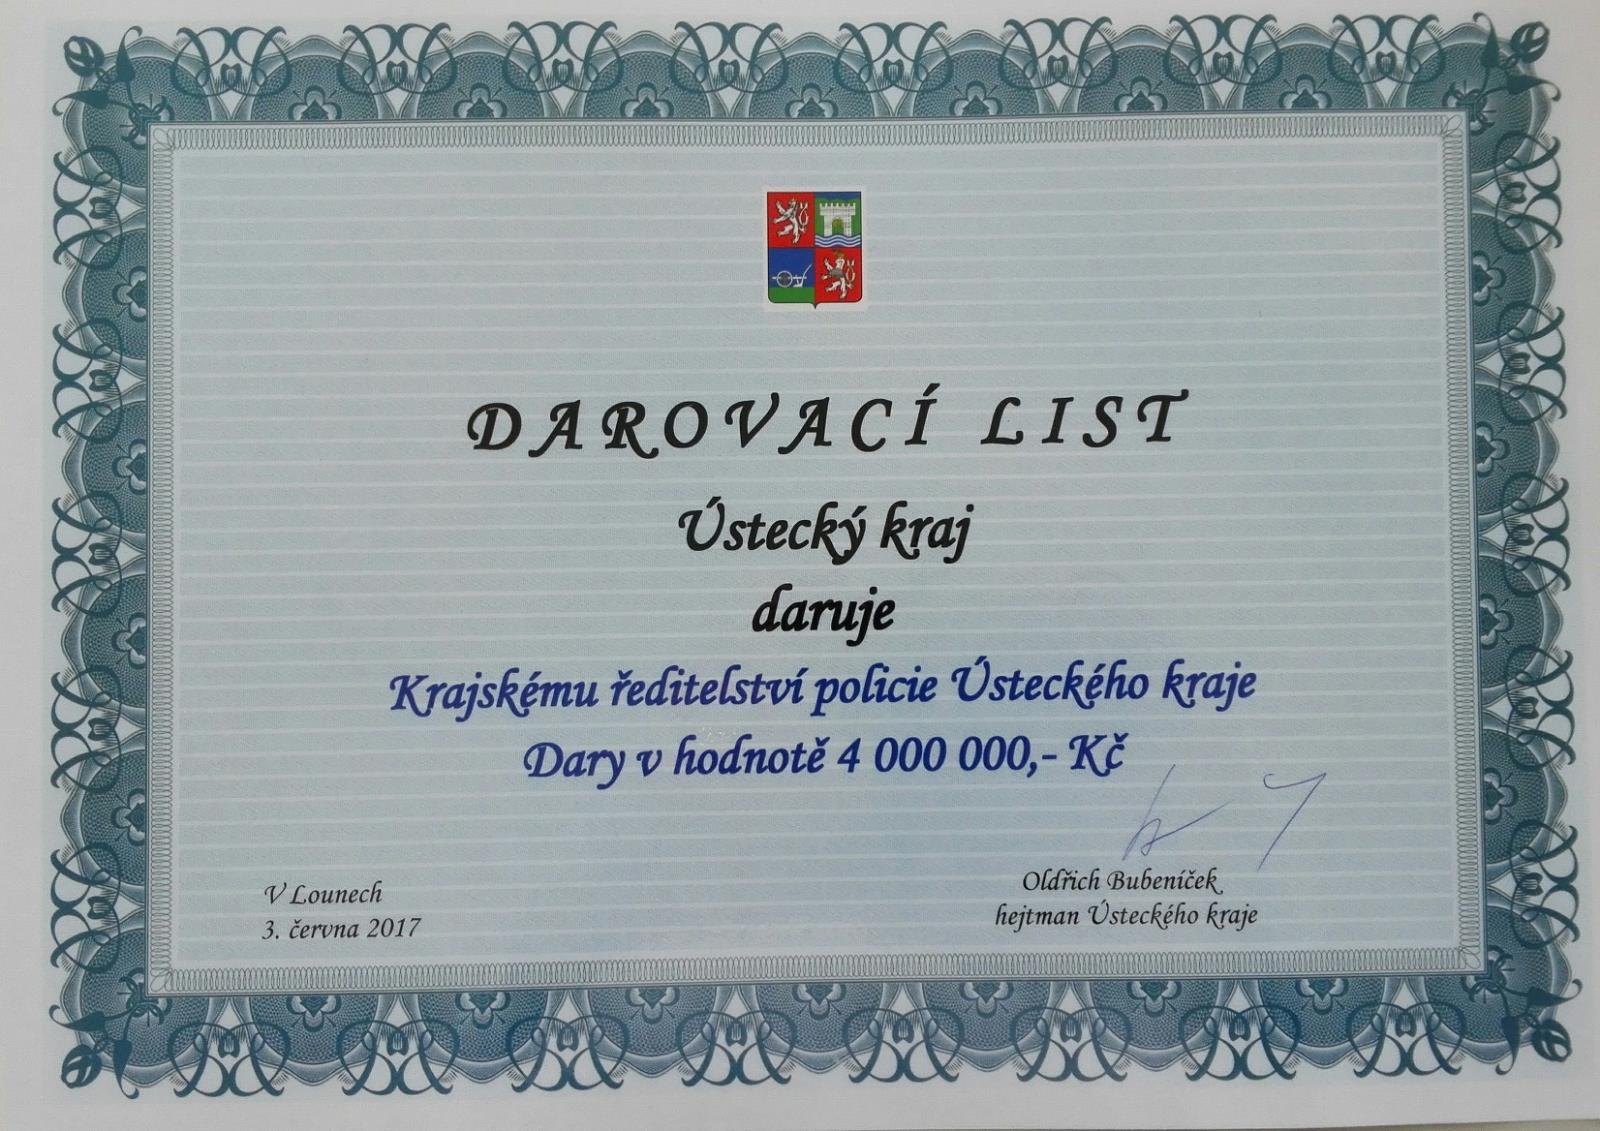 DAROVACÍ LIST
Ústecký kraj
daruje
Krajskému ředitelství policie Ústeckého kraje
Dary v hodnotě 4 000 000,- Kč
V Lounech
3. června 2017
Oldřich Bubeníček
hejtman Ústeckého kraje